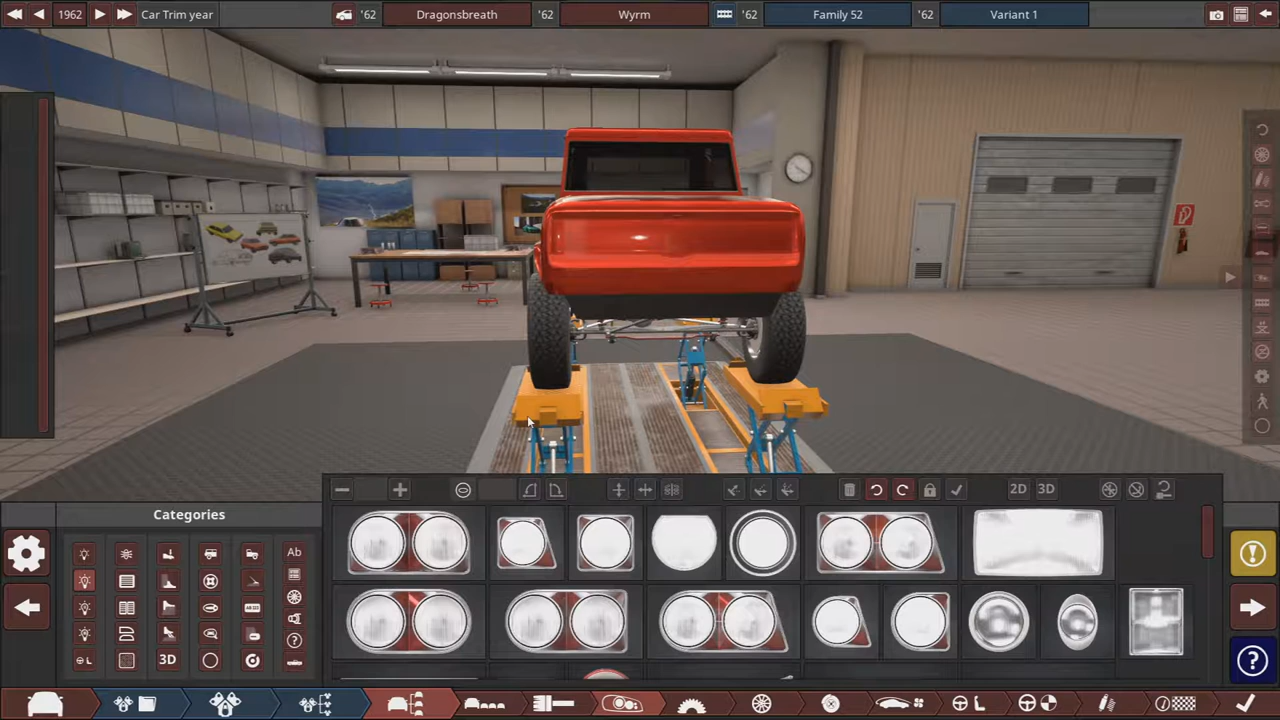 1962
Car Trim year
'62
Dragonsbreath
'62
Wyrm
'62
Family 52
'62
Variant 1
2D
3D
Categories
Ab
3D
L